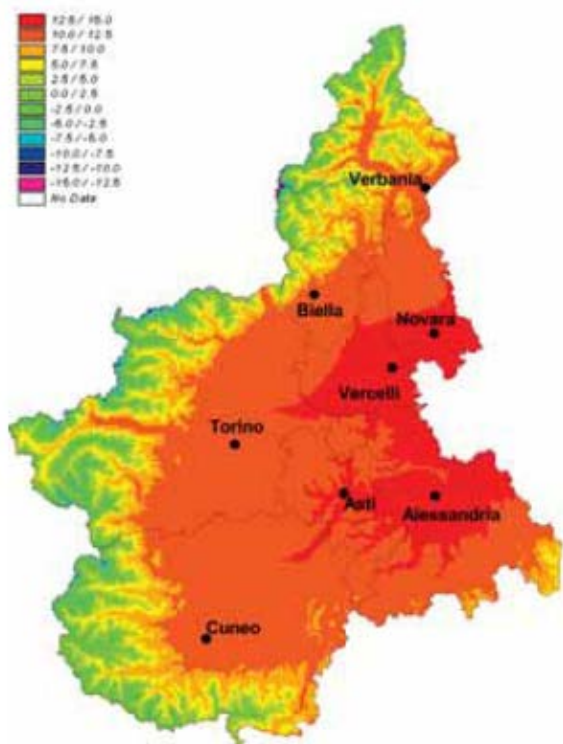 12.5 / 15.0
10.0 / 12.5
7.5 / 10.0
5.0 / 7.5
2.5 / 5.0
0.0 / 2.5
-2.5 / 0.0
-5.0 / -2.5
-7.5 / -5.0
-10.0 / -7.5
-12.5 / -10.0
-15.0 / -12.5
No Data
Verbania
Biella
Novara
Vercelli
Torino
Asti
Alessandria
Cuneo